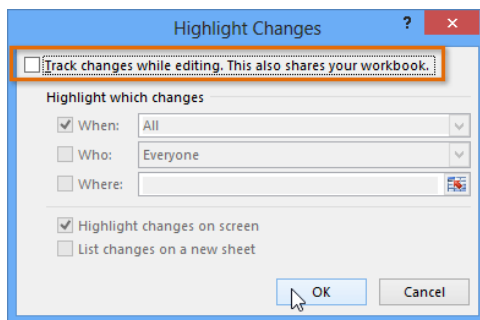 Highlight Changes ?
Track changes while editing. This also shares your workbook.
Highlight which changes
When: All
Who: Everyone
Where:
Highlight changes on screen
List changes on a new sheet
OK Cancel